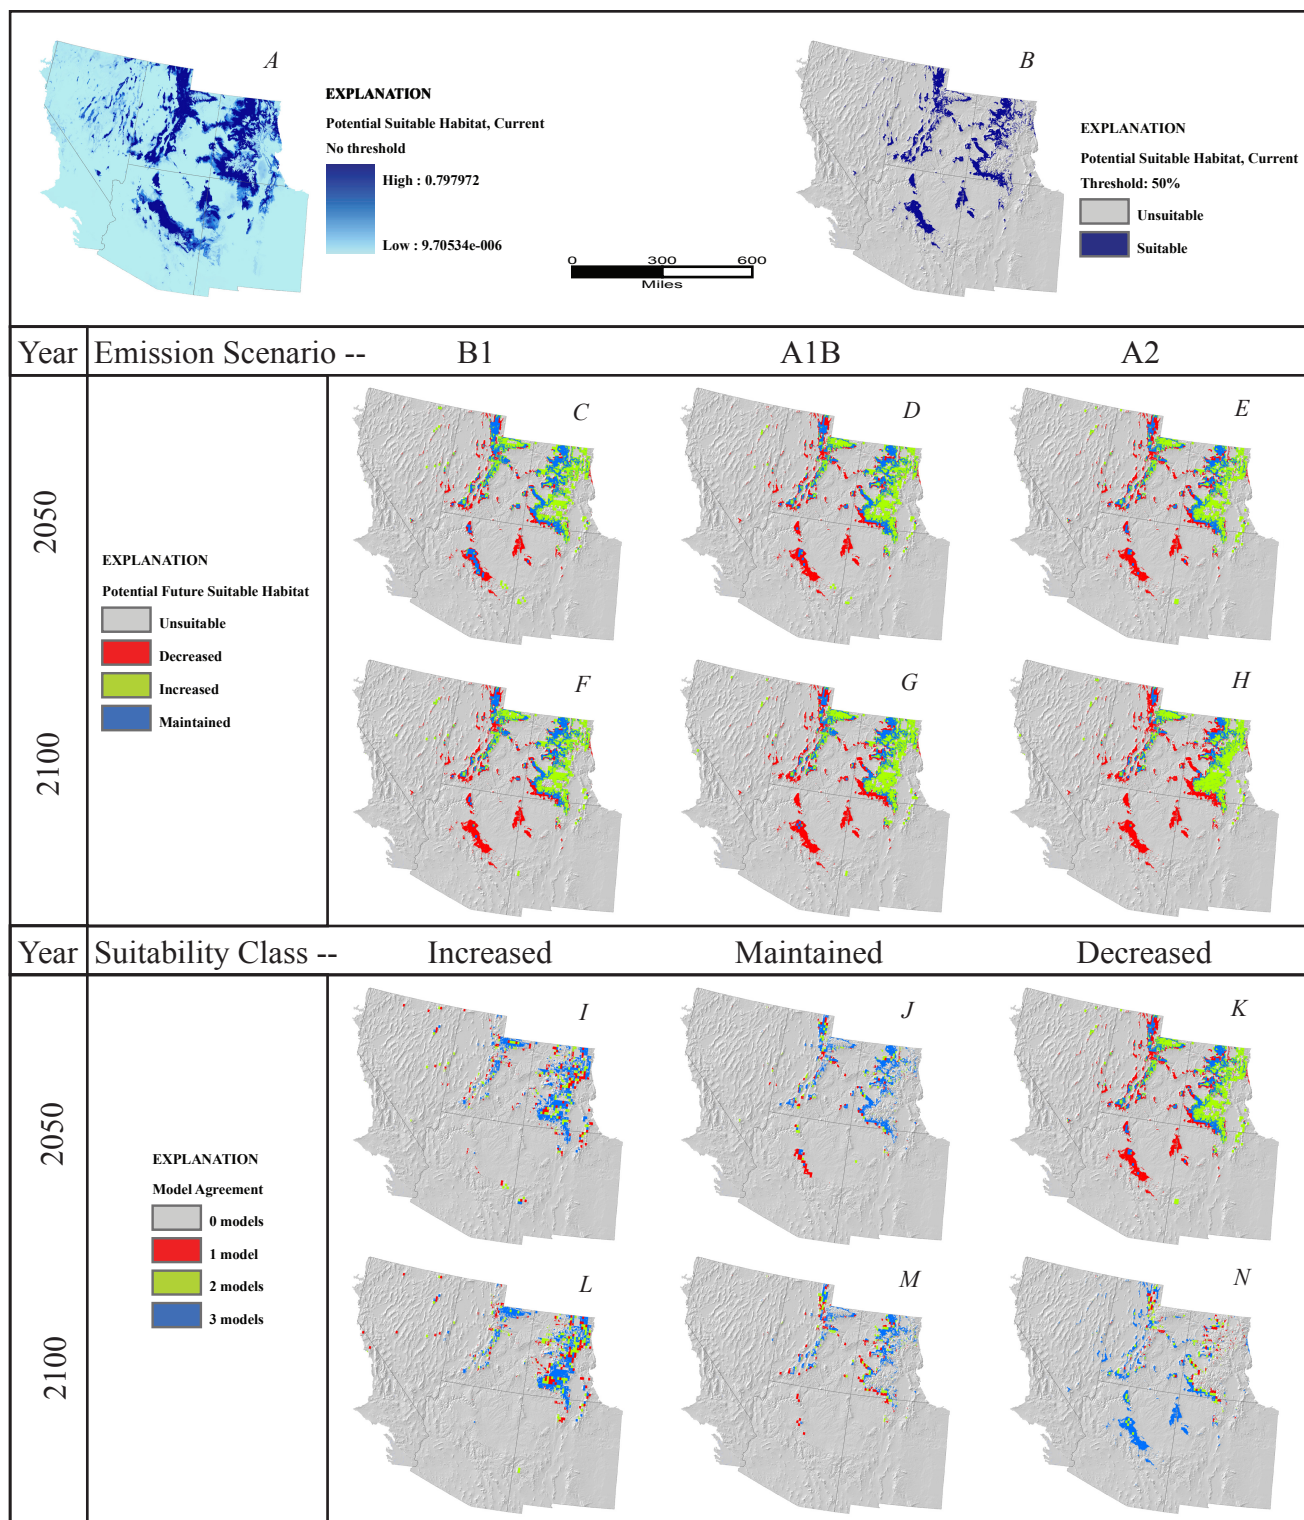 A
EXPLANATION
Potential Suitable Habitat, Current
No threshold
High : 0.797972
Low : 9.70534e-006
0 300 600
Miles
B
EXPLANATION
Potential Suitable Habitat, Current
Threshold: 50%
Unsuitable
Suitable
Year Emission Scenario -- B1 A1B A2
2050
C D E
EXPLANATION
Potential Future Suitable Habitat
Unsuitable
Decreased
Increased
Maintained
2100
F G H
Year Suitability Class -- Increased Maintained Decreased
2050
I J K
EXPLANATION
Model Agreement
0 models
1 model
2 models
3 models
2100
L M N